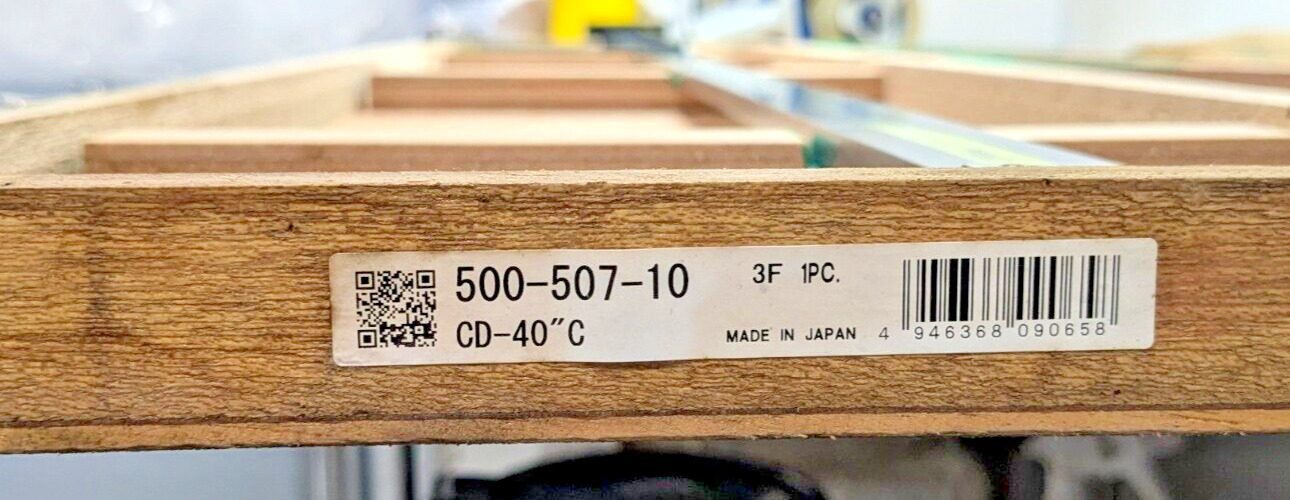 500-507-10
CD-40″C
3F 1PC.
MADE IN JAPAN
4 946368 090658